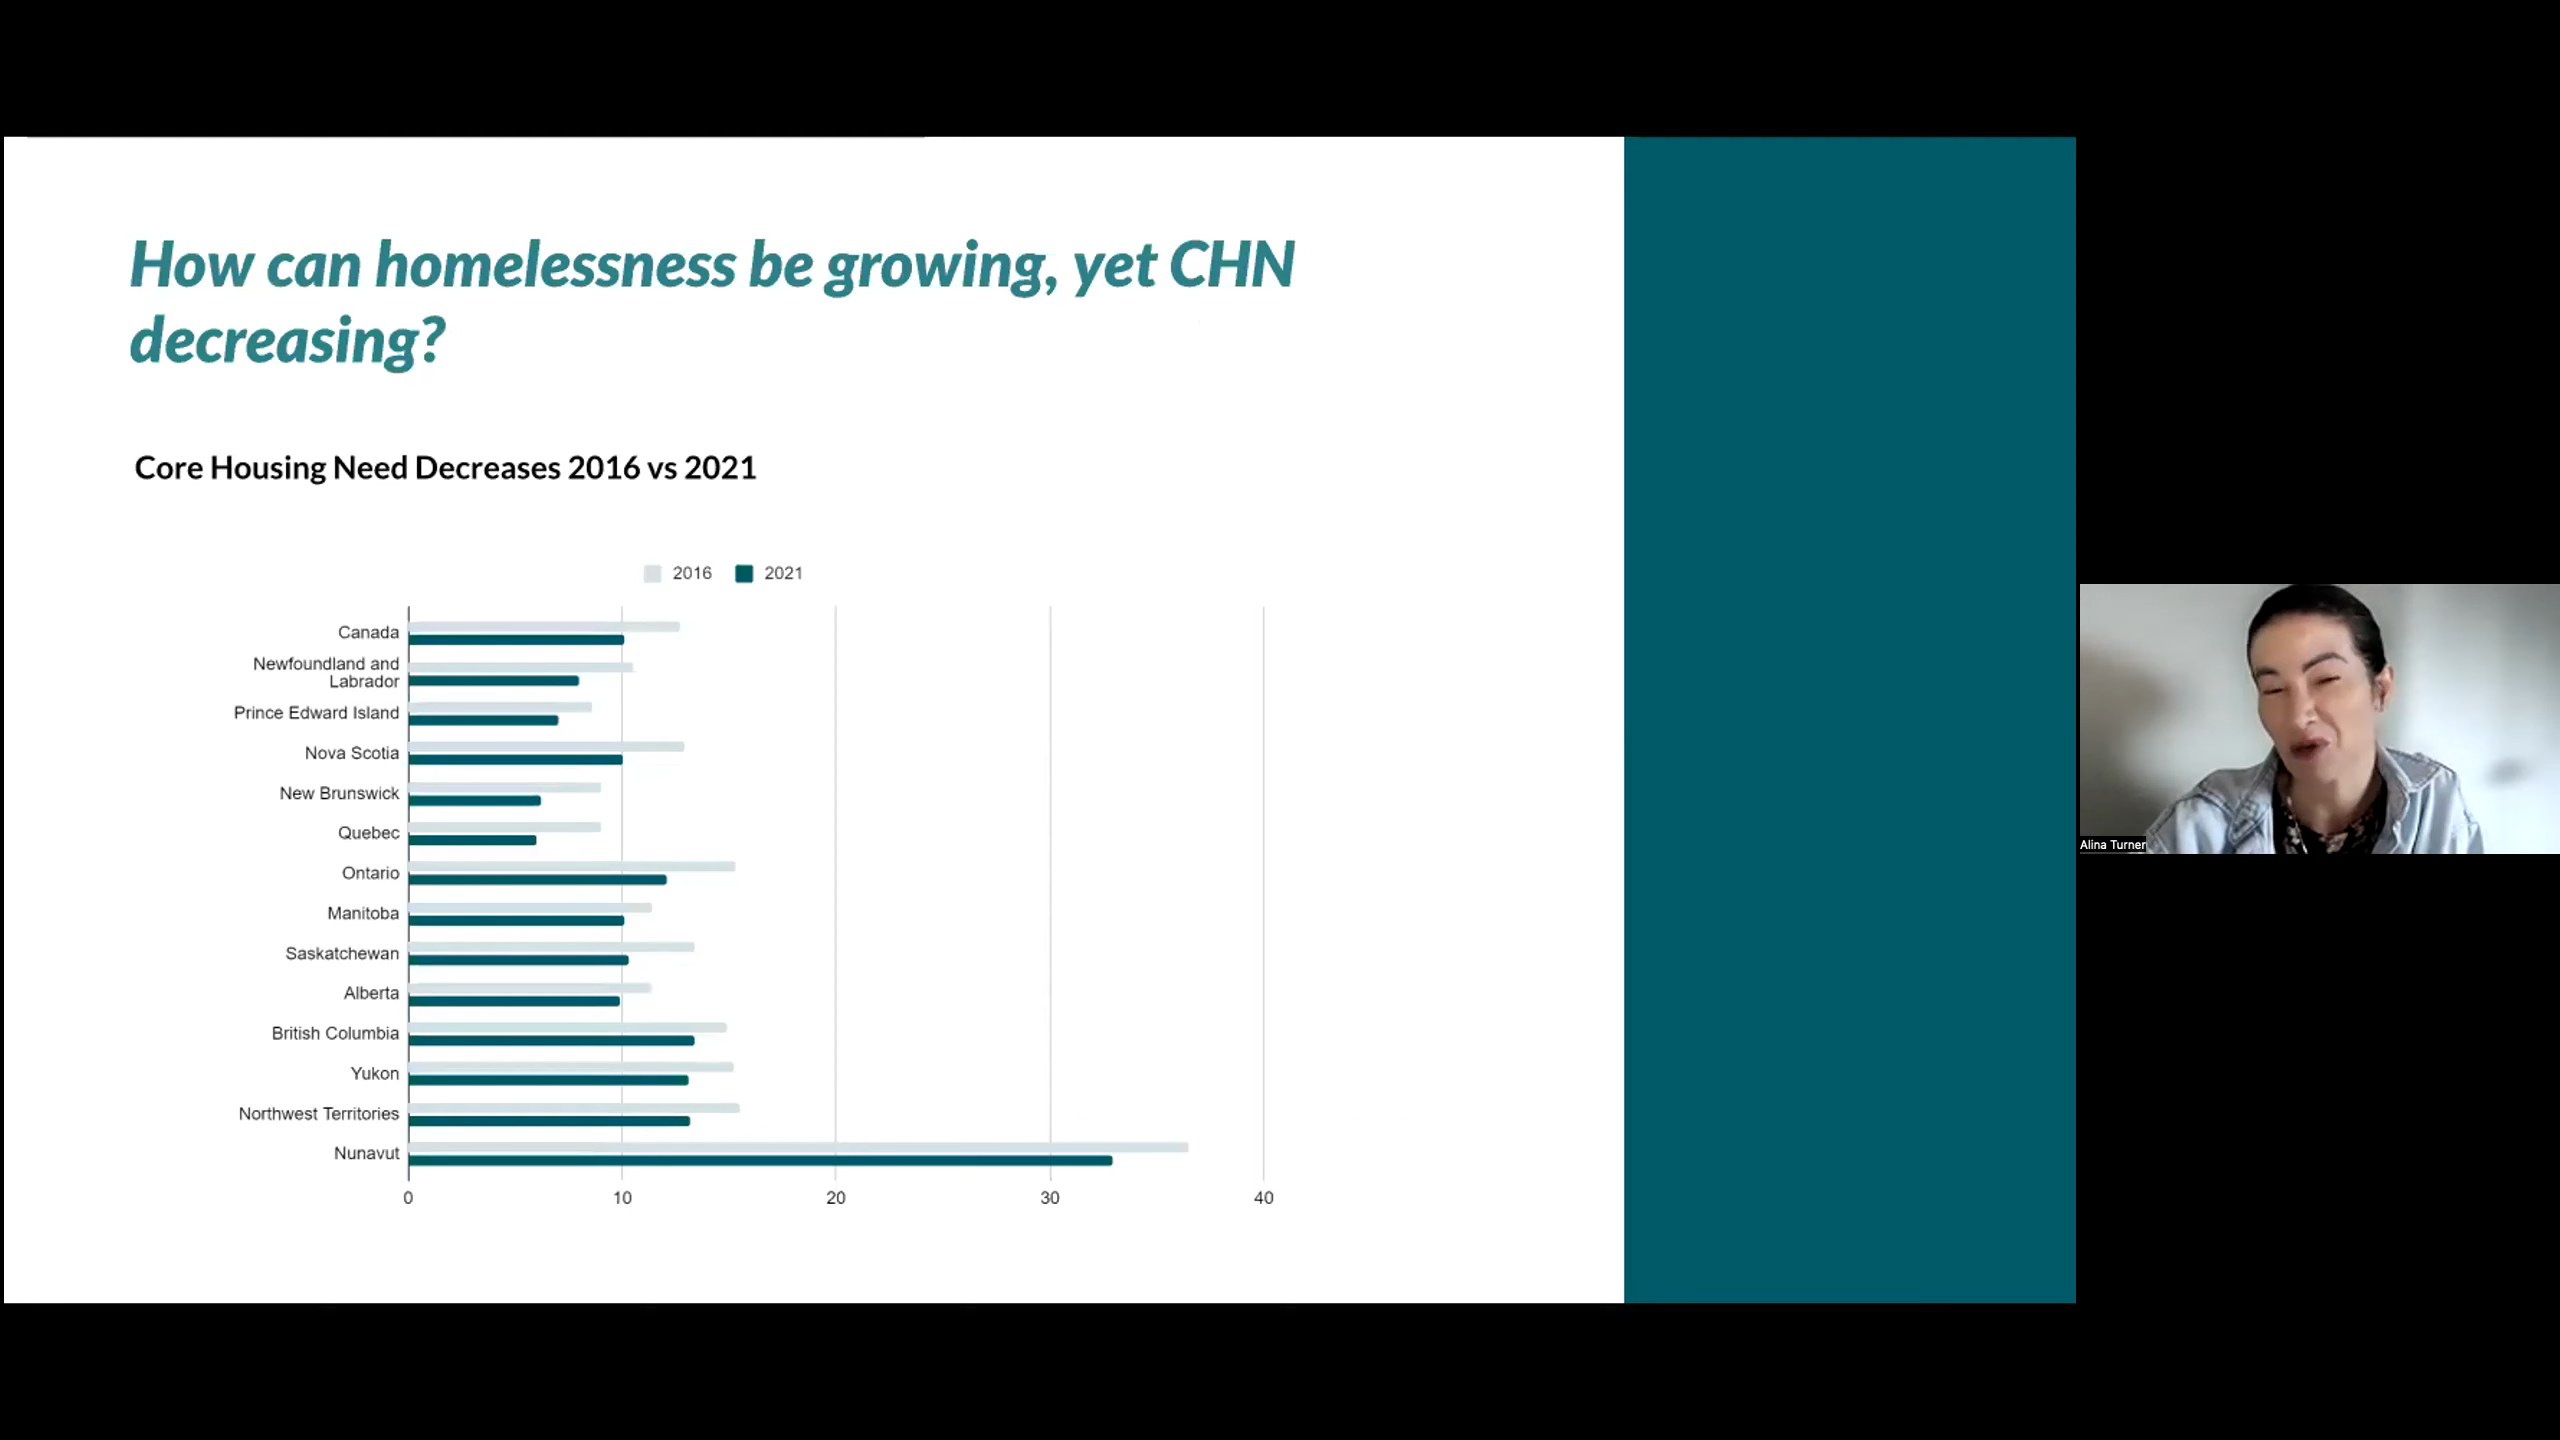 How can homelessness be growing, yet CHN
decreasing?
Core Housing Need Decreases 2016 vs 2021
2016 2021
Canada
Newfoundland and
Labrador
Prince Edward Island
Nova Scotia
New Brunswick
Quebec
Ontario
Manitoba
Saskatchewan
Alberta
British Columbia
Yukon
Northwest Territories
Nunavut
0 10 20 30 40
Alina Turner